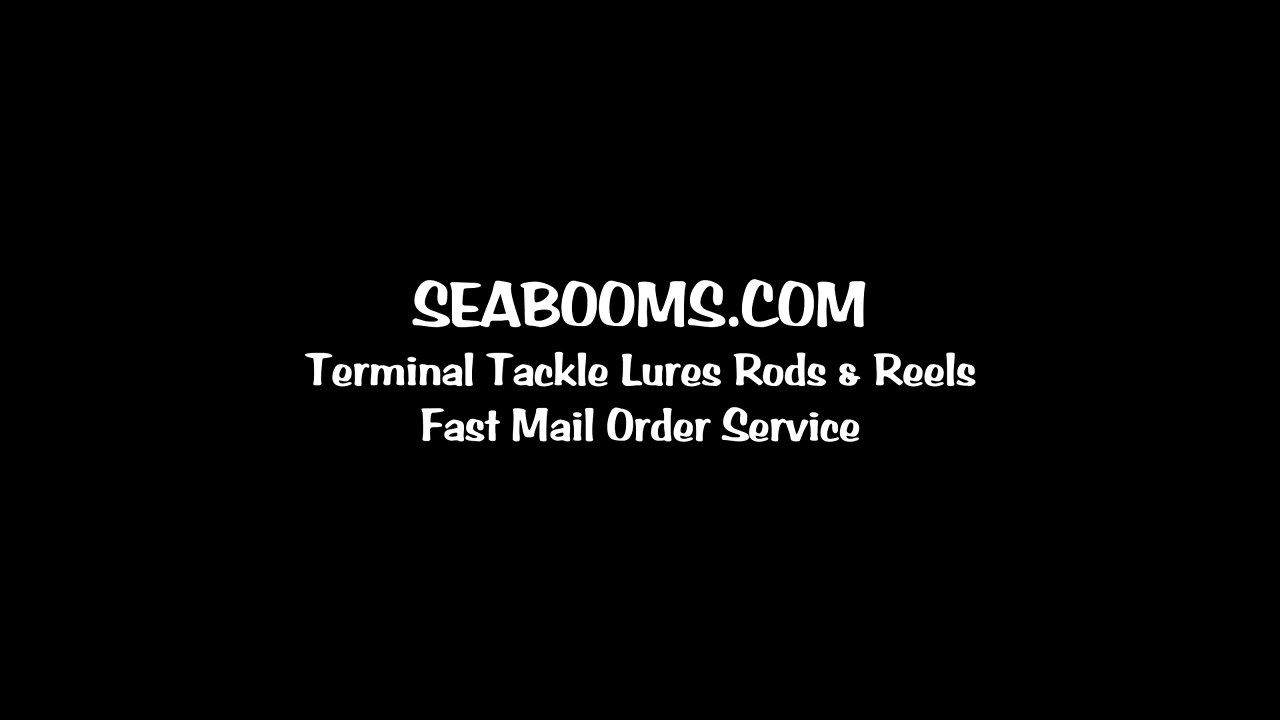 SEABOOMS.COM
Terminal Tackle Lures Rods & Reels
Fast Mail Order Service